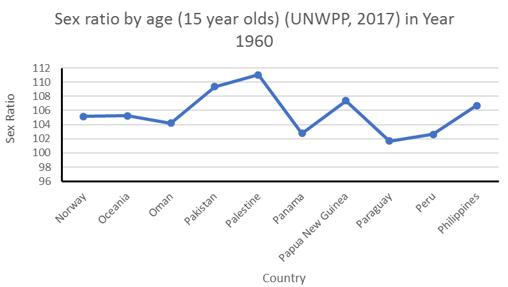 Sex ratio by age (15 year olds) (UNWPP, 2017) in Year
1960
Sex Ratio
112
110
108
106
104
102
100
98
96
Norway
Oceania
Oman
Pakistan
Palestine
Panama
Papua New Guinea
Paraguay
Peru
Philippines
Country